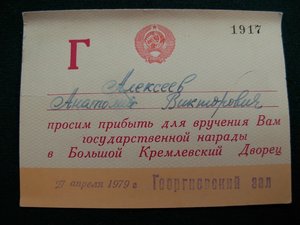 Г
1917
Алексеев
Анатолий Викторович
просим прибыть для вручения Вам
государственной награды
в Большой Кремлевский Дворец
27 апреля 1979 г.
Георгиевский зал